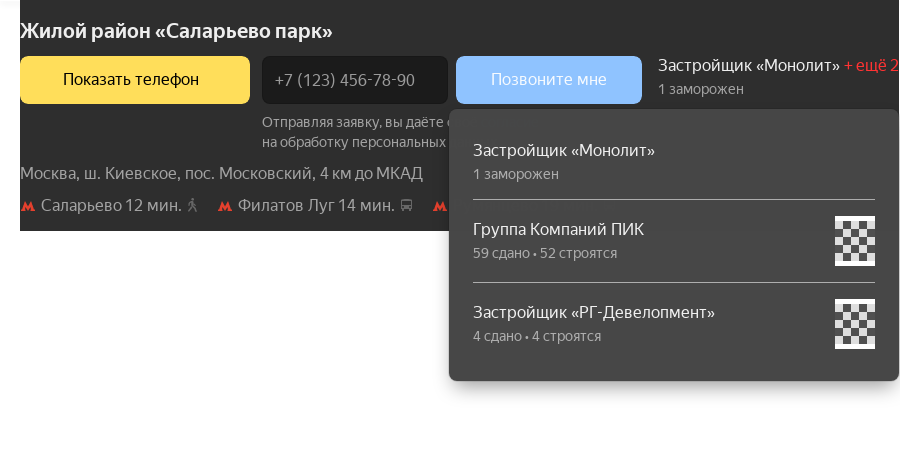 Жилой район «Саларьево парк»
Показать телефон
+7 (123) 456-78-90
Позвоните мне
Застройщик «Монолит» + ещё 2
1 заморожен
Отправляя заявку, вы даёте
на обработку персональных
Москва, ш. Киевское, пос. Московский, 4 км до МКАД
Саларьево 12 мин.
Филатов Луг 14 мин.
Застройщик «Монолит»
1 заморожен
Группа Компаний ПИК
59 сдано • 52 строятся
Застройщик «РГ-Девелопмент»
4 сдано • 4 строятся